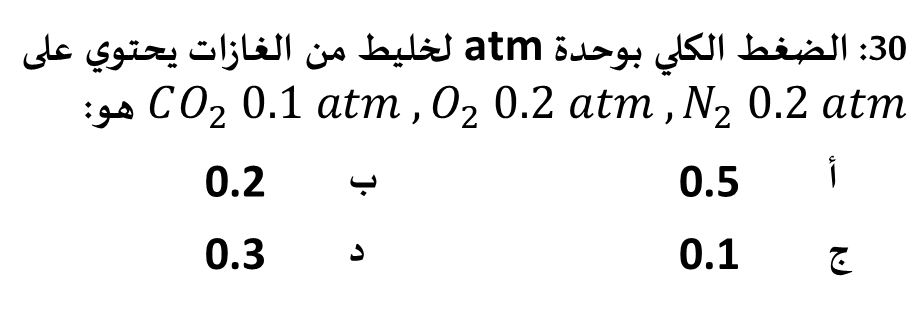 30: الضغط الكلي بوحدة atm لخليط من الغازات يحتوي على
CO₂ 0.1 atm , O₂ 0.2 atm , N₂ 0.2 atm هو:
أ 0.5 ب 0.2
ج 0.1 د 0.3